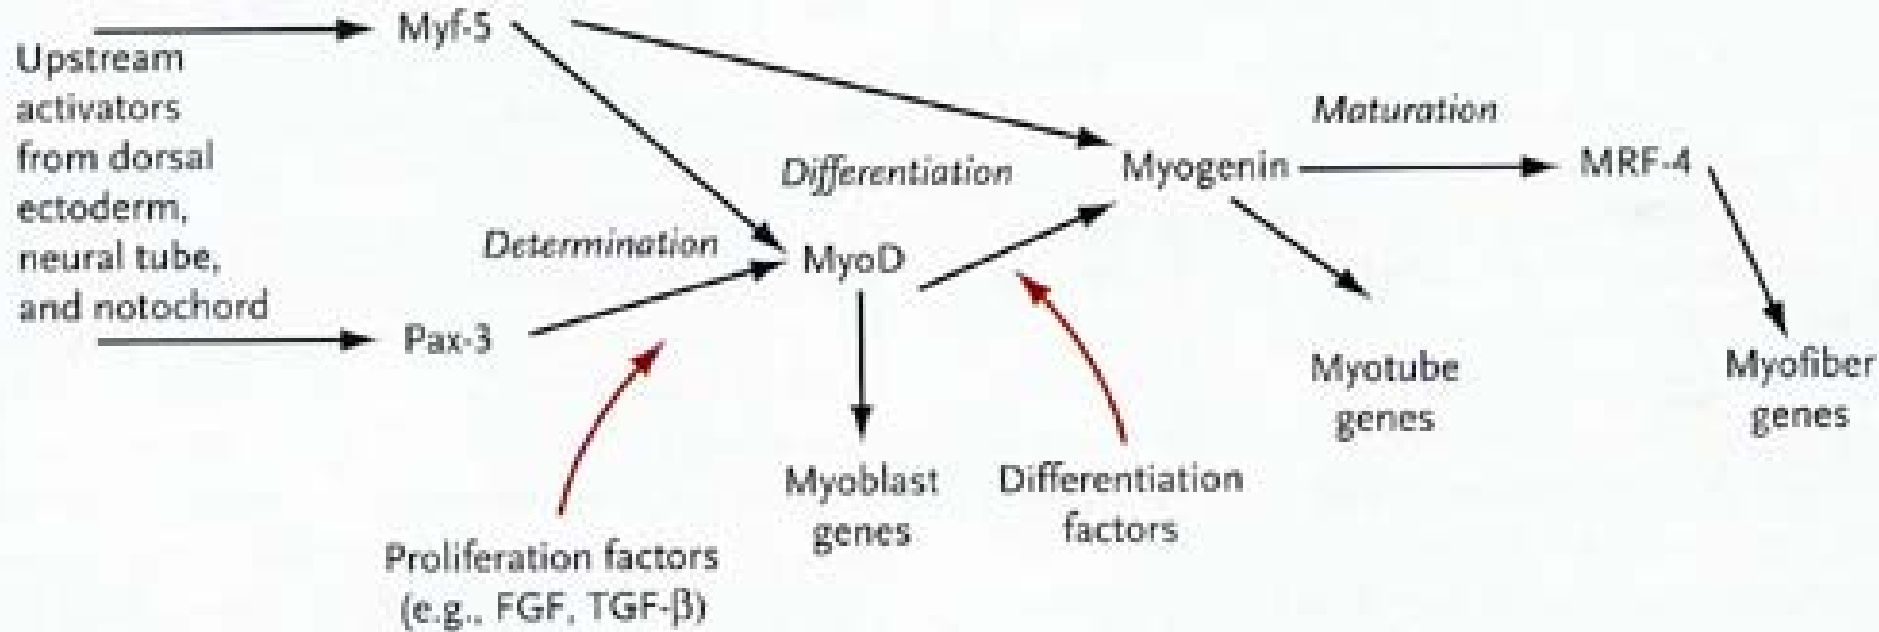 Myf-5
Upstream
activators
from dorsal
ectoderm,
neural tube,
and notochord
Pax-3
Determination
MyoD
Differentiation
Myogenin
Maturation
MRF-4
Proliferation factors
(e.g., FGF, TGF-β)
Myoblast
genes
Differentiation
factors
Myotube
genes
Myofiber
genes